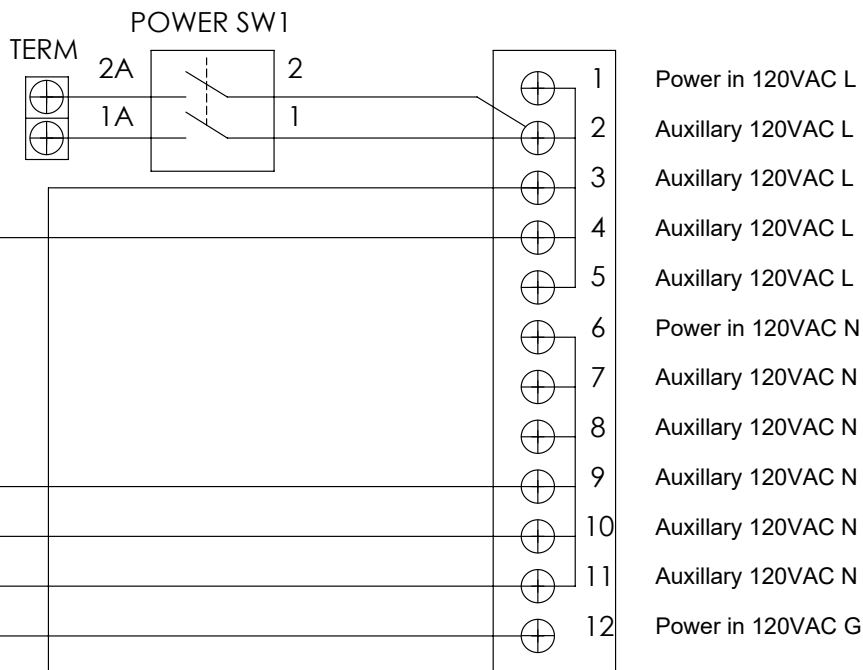 POWER SW1
TERM
2A 2
1A 1
1 Power in 120VAC L
2 Auxillary 120VAC L
3 Auxillary 120VAC L
4 Auxillary 120VAC L
5 Auxillary 120VAC L
6 Power in 120VAC N
7 Auxillary 120VAC N
8 Auxillary 120VAC N
9 Auxillary 120VAC N
10 Auxillary 120VAC N
11 Auxillary 120VAC N
12 Power in 120VAC G